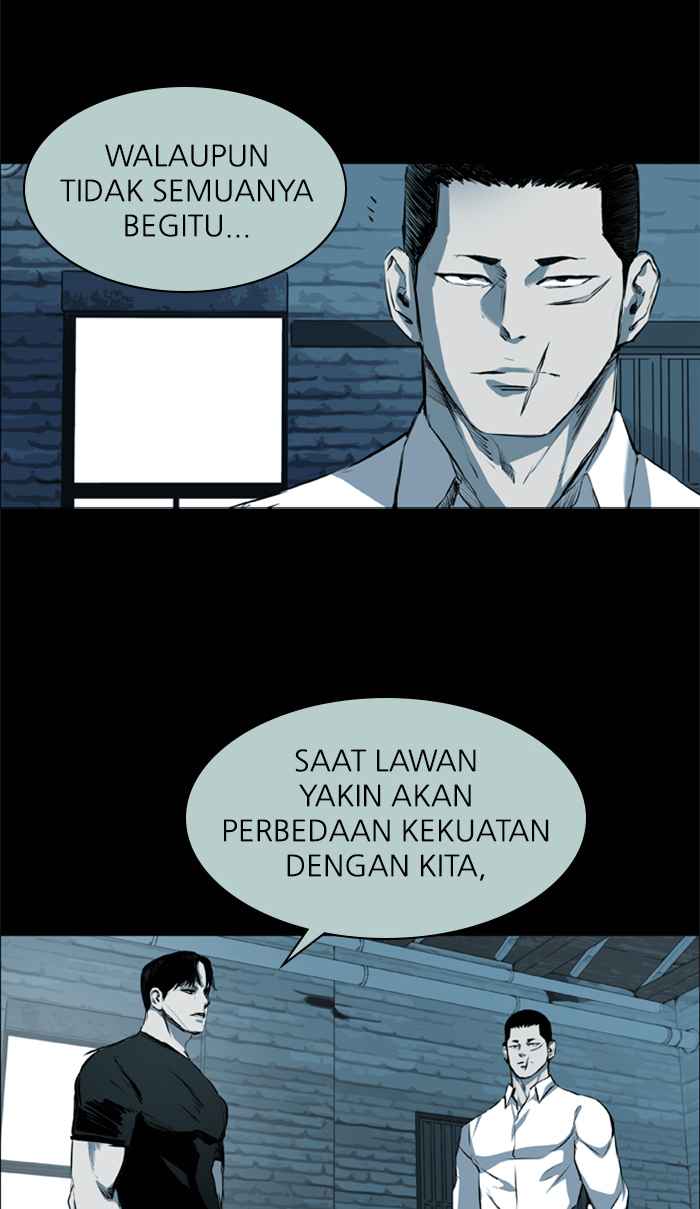 WALAUPUN
TIDAK SEMUANYA
BEGITU...
SAAT LAWAN
YAKIN AKAN
PERBEDAAN KEKUATAN
DENGAN KITA,